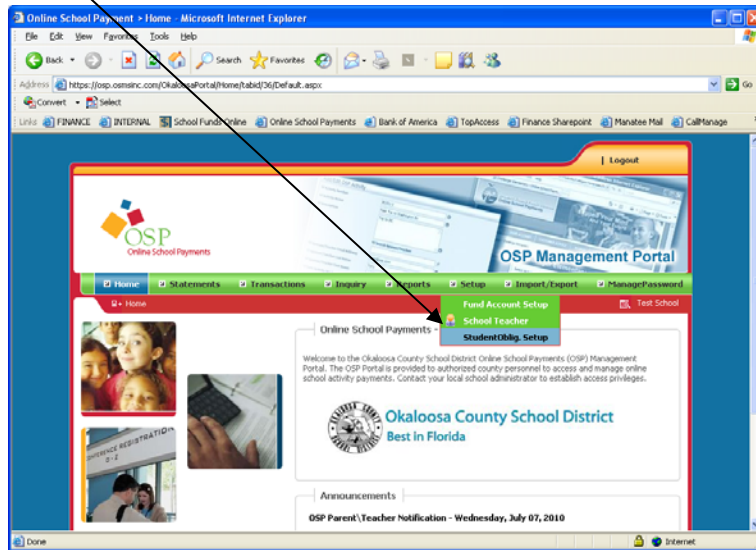 Online School Payment > Home - Microsoft Internet Explorer
File Edit View Favorites Tools Help
Back Search Favorites
Address https://osp.osmsinc.com/OkaloosaPortal/Home/tabid/36/Default.aspx Go
Convert Select
Links FINANCE INTERNAL School Funds Online Online School Payments Bank of America TopAccess Finance Sharepoint Manatee Mail CallManage
| Logout
OSP
Online School Payments
OSP Management Portal
Home Statements Transactions Inquiry Reports Setup Import/Export ManagePassword
Home Test School
Fund Account Setup
School Teacher
StudentOblig. Setup
Online School Payments -
Welcome to the Okaloosa County School District Online School Payments (OSP) Management
Portal. The OSP Portal is provided to authorized county personnel to access and manage online
school activity payments. Contact your local school administrator to establish access privileges.
Okaloosa County School District
Best in Florida
CONFERENCE REGISTRATION
Announcements
OSP Parent\Teacher Notification - Wednesday, July 07, 2010
Done Internet